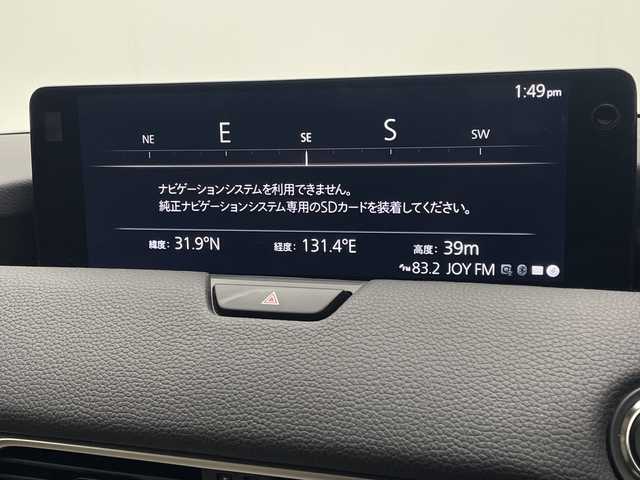 1:49pm
NE E SE S SW
ナビゲーションシステムを利用できません。
純正ナビゲーションシステム専用のSDカードを装着してください。
緯度: 31.9°N 経度: 131.4°E 高度: 39m
FM 83.2 JOY FM